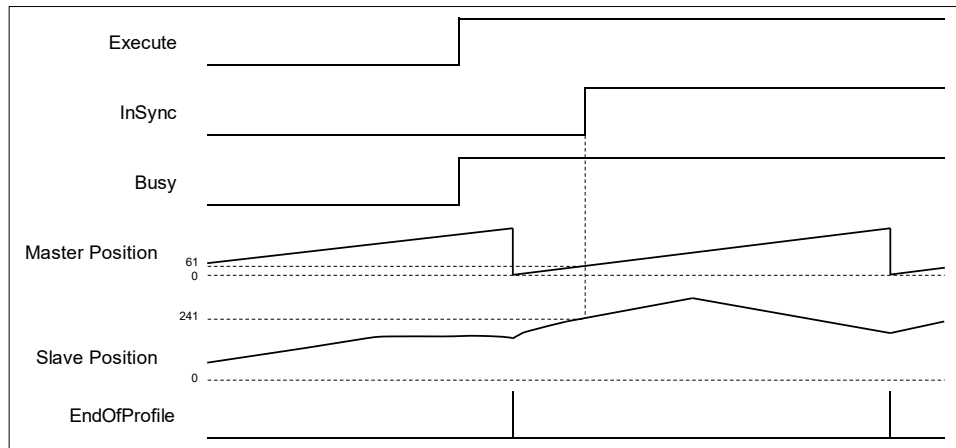 Execute
InSync
Busy
Master Position
61
0
241
Slave Position
0
EndOfProfile